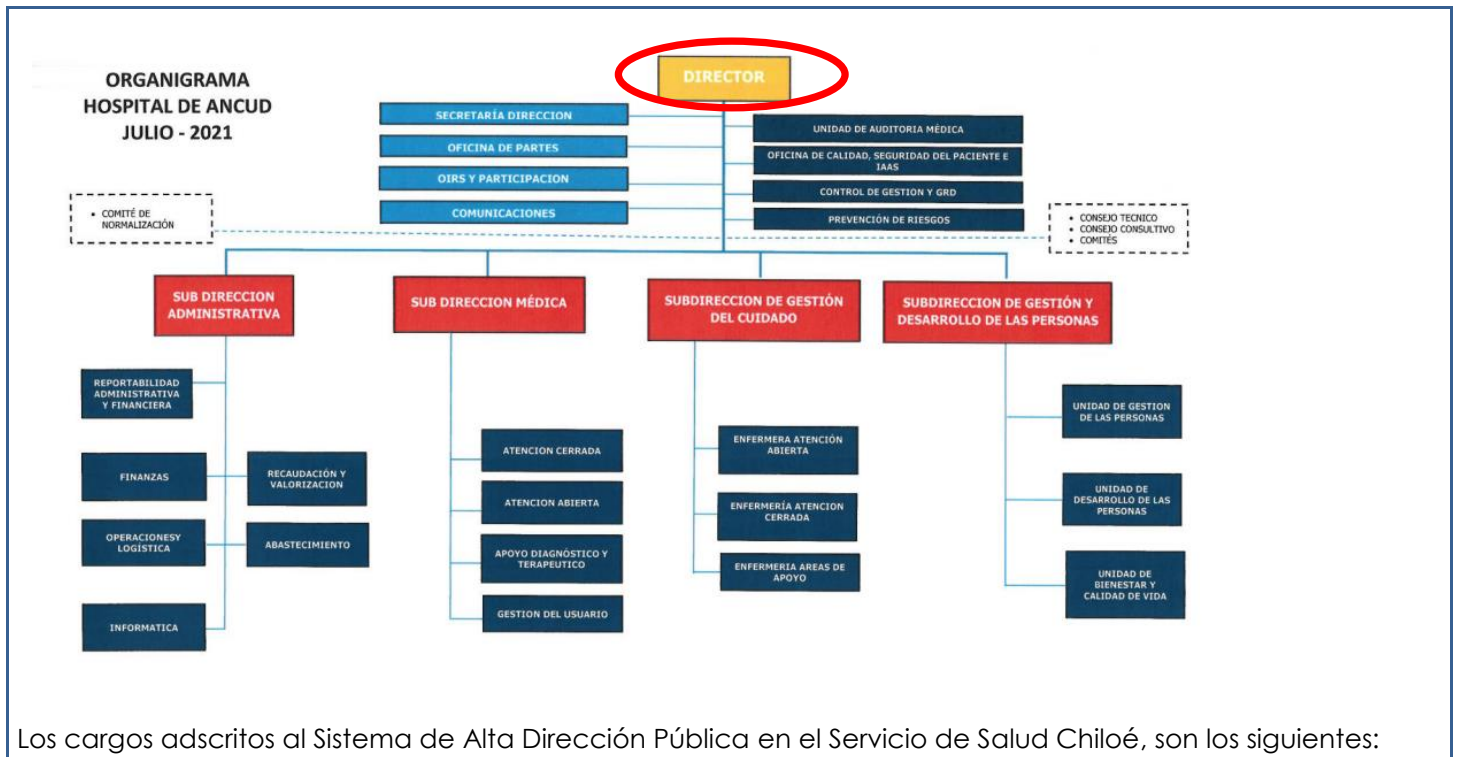 ORGANIGRAMA
HOSPITAL DE ANCUD
JULIO - 2021
DIRECTOR
SECRETARÍA DIRECCION
OFICINA DE PARTES
OIRS Y PARTICIPACION
COMUNICACIONES
UNIDAD DE AUDITORIA MÉDICA
OFICINA DE CALIDAD, SEGURIDAD DEL PACIENTE E
IAAS
CONTROL DE GESTION Y GRD
PREVENCIÓN DE RIESGOS
• COMITÉ DE
NORMALIZACIÓN
• CONSEJO TECNICO
• CONSEJO CONSULTIVO
• COMITÉS
SUB DIRECCION
ADMINISTRATIVA
SUB DIRECCION MÉDICA
SUBDIRECCION DE GESTIÓN
DEL CUIDADO
SUBDIRECCION DE GESTIÓN Y
DESARROLLO DE LAS PERSONAS
REPORTABILIDAD
ADMINISTRATIVA
Y FINANCIERA
FINANZAS
RECAUDACIÓN Y
VALORIZACION
OPERACIONESY
LOGÍSTICA
ABASTECIMIENTO
INFORMATICA
ATENCION CERRADA
ATENCION ABIERTA
APOYO DIAGNÓSTICO Y
TERAPEUTICO
GESTION DEL USUARIO
ENFERMERA ATENCIÓN
ABIERTA
ENFERMERÍA ATENCION
CERRADA
ENFERMERIA AREAS DE
APOYO
UNIDAD DE GESTION
DE LAS PERSONAS
UNIDAD DE
DESARROLLO DE LAS
PERSONAS
UNIDAD DE
BIENESTAR Y
CALIDAD DE VIDA
Los cargos adscritos al Sistema de Alta Dirección Pública en el Servicio de Salud Chiloé, son los siguientes: